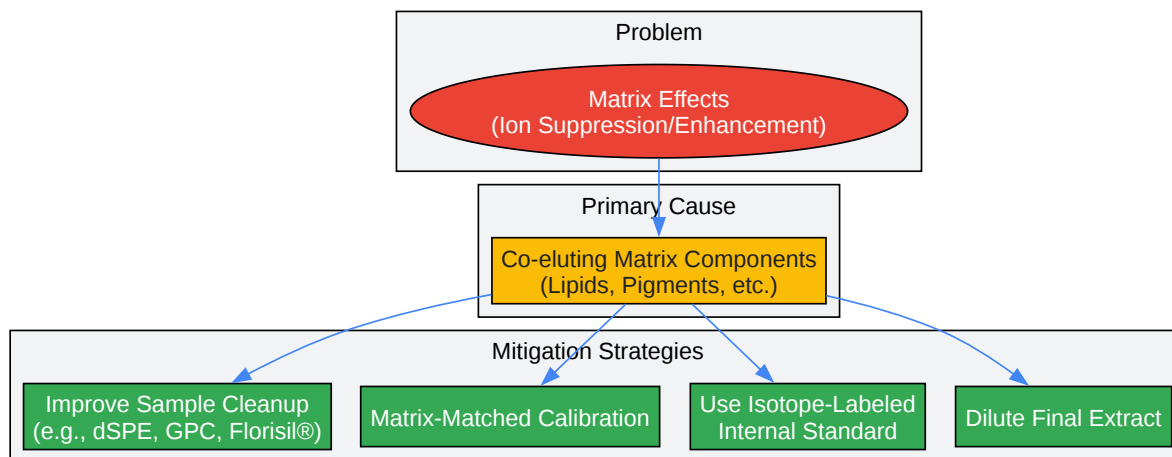 Problem
Matrix Effects
(Ion Suppression/Enhancement)
Primary Cause
Co-eluting Matrix Components
(Lipids, Pigments, etc.)
Mitigation Strategies
Improve Sample Cleanup
(e.g., dSPE, GPC, Florisil®)
Matrix-Matched Calibration
Use Isotope-Labeled
Internal Standard
Dilute Final Extract